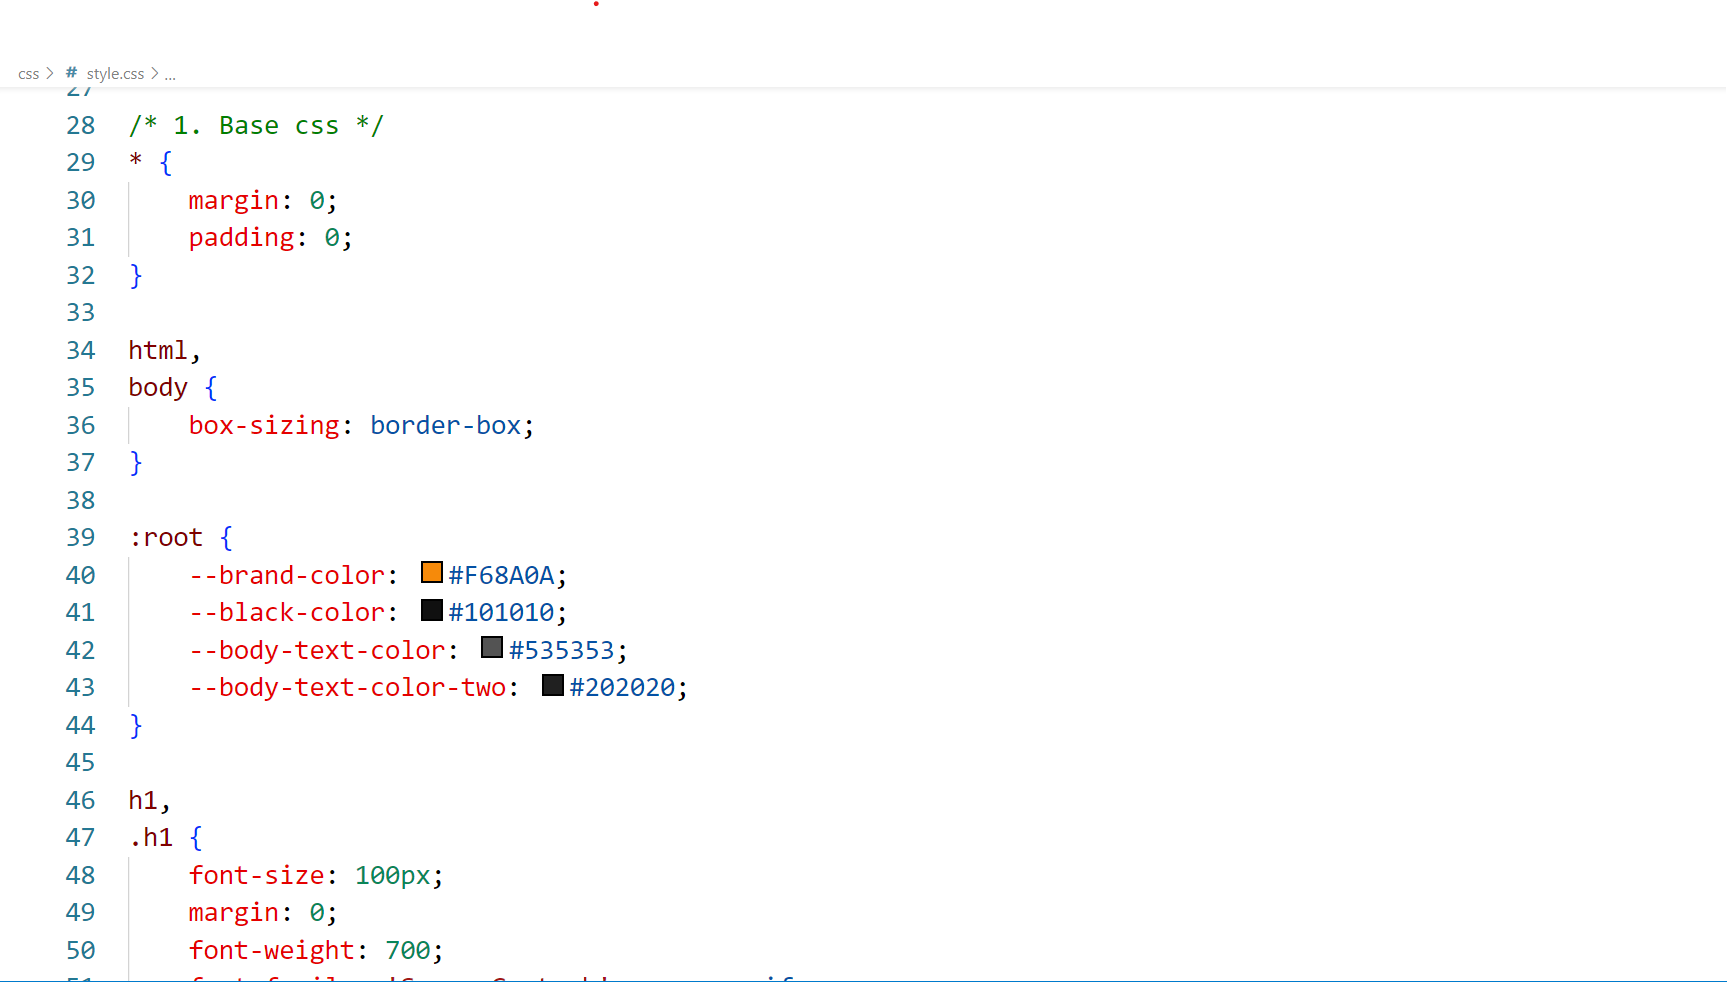 css > # style.css > ...
27
28 /* 1. Base css */
29 * {
30     margin: 0;
31     padding: 0;
32 }
33
34 html,
35 body {
36     box-sizing: border-box;
37 }
38
39 :root {
40     --brand-color: #F68A0A;
41     --black-color: #101010;
42     --body-text-color: #535353;
43     --body-text-color-two: #202020;
44 }
45
46 h1,
47 .h1 {
48     font-size: 100px;
49     margin: 0;
50     font-weight: 700;